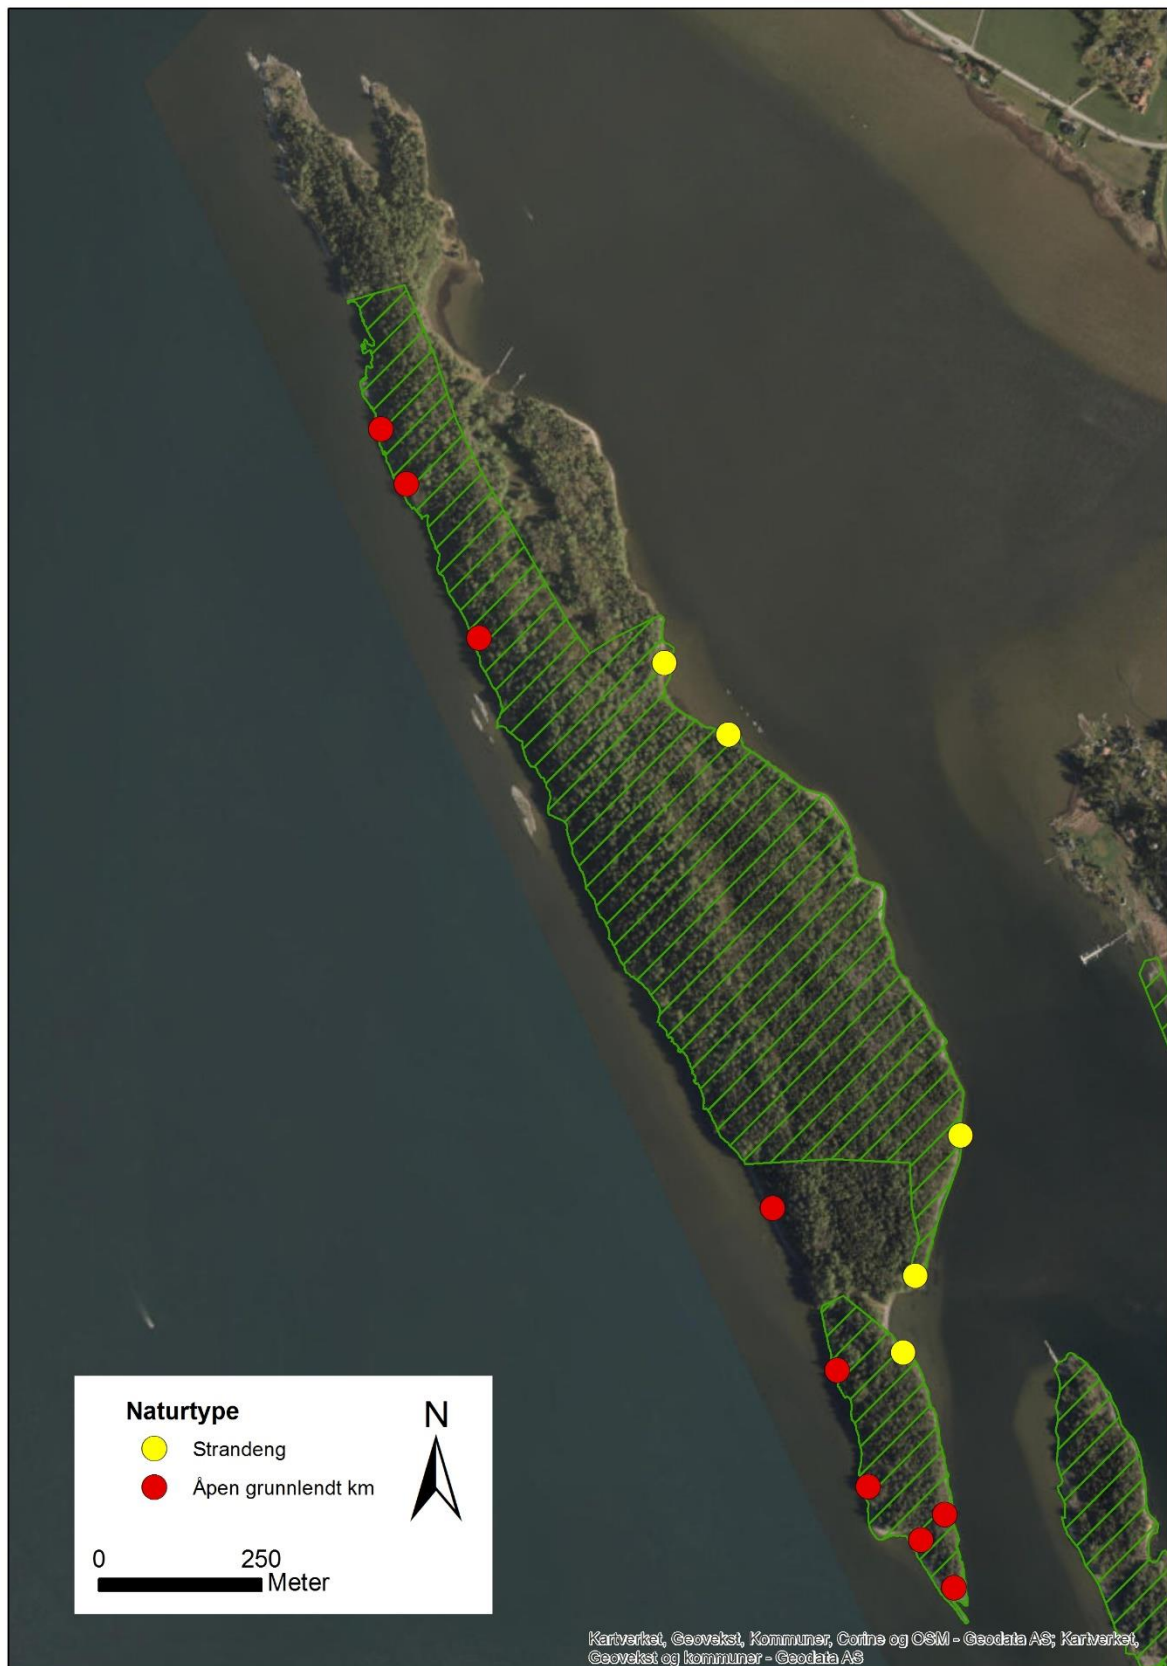 Naturtype
N
Strandeng
Åpen grunnlendt km
0 250
Meter
Kartverket, Geovekst, Kommuner, Corine og OSM - Geodata AS; Kartverket,
Geovekst og kommuner - Geodata AS